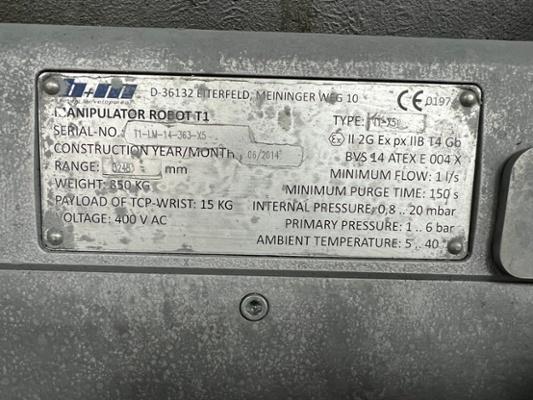 b+m
D-36132 EITERFELD, MEININGER WEG 10
CE 0197
MANIPULATOR ROBOT T1
TYPE:
SERIAL-NO. T1-LM-14-363-X5
Ex II 2G Ex px IIB T4 Gb
CONSTRUCTION YEAR/MONTH 06/2014
BVS 14 ATEX E 004 X
RANGE: mm
MINIMUM FLOW: 1 l/s
WEIGHT: 850 KG
MINIMUM PURGE TIME: 150 s
PAYLOAD OF TCP-WRIST: 15 KG
INTERNAL PRESSURE: 0,8 .. 20 mbar
VOLTAGE: 400 V AC
PRIMARY PRESSURE: 1 .. 6 bar
AMBIENT TEMPERATURE: 5 .. 40